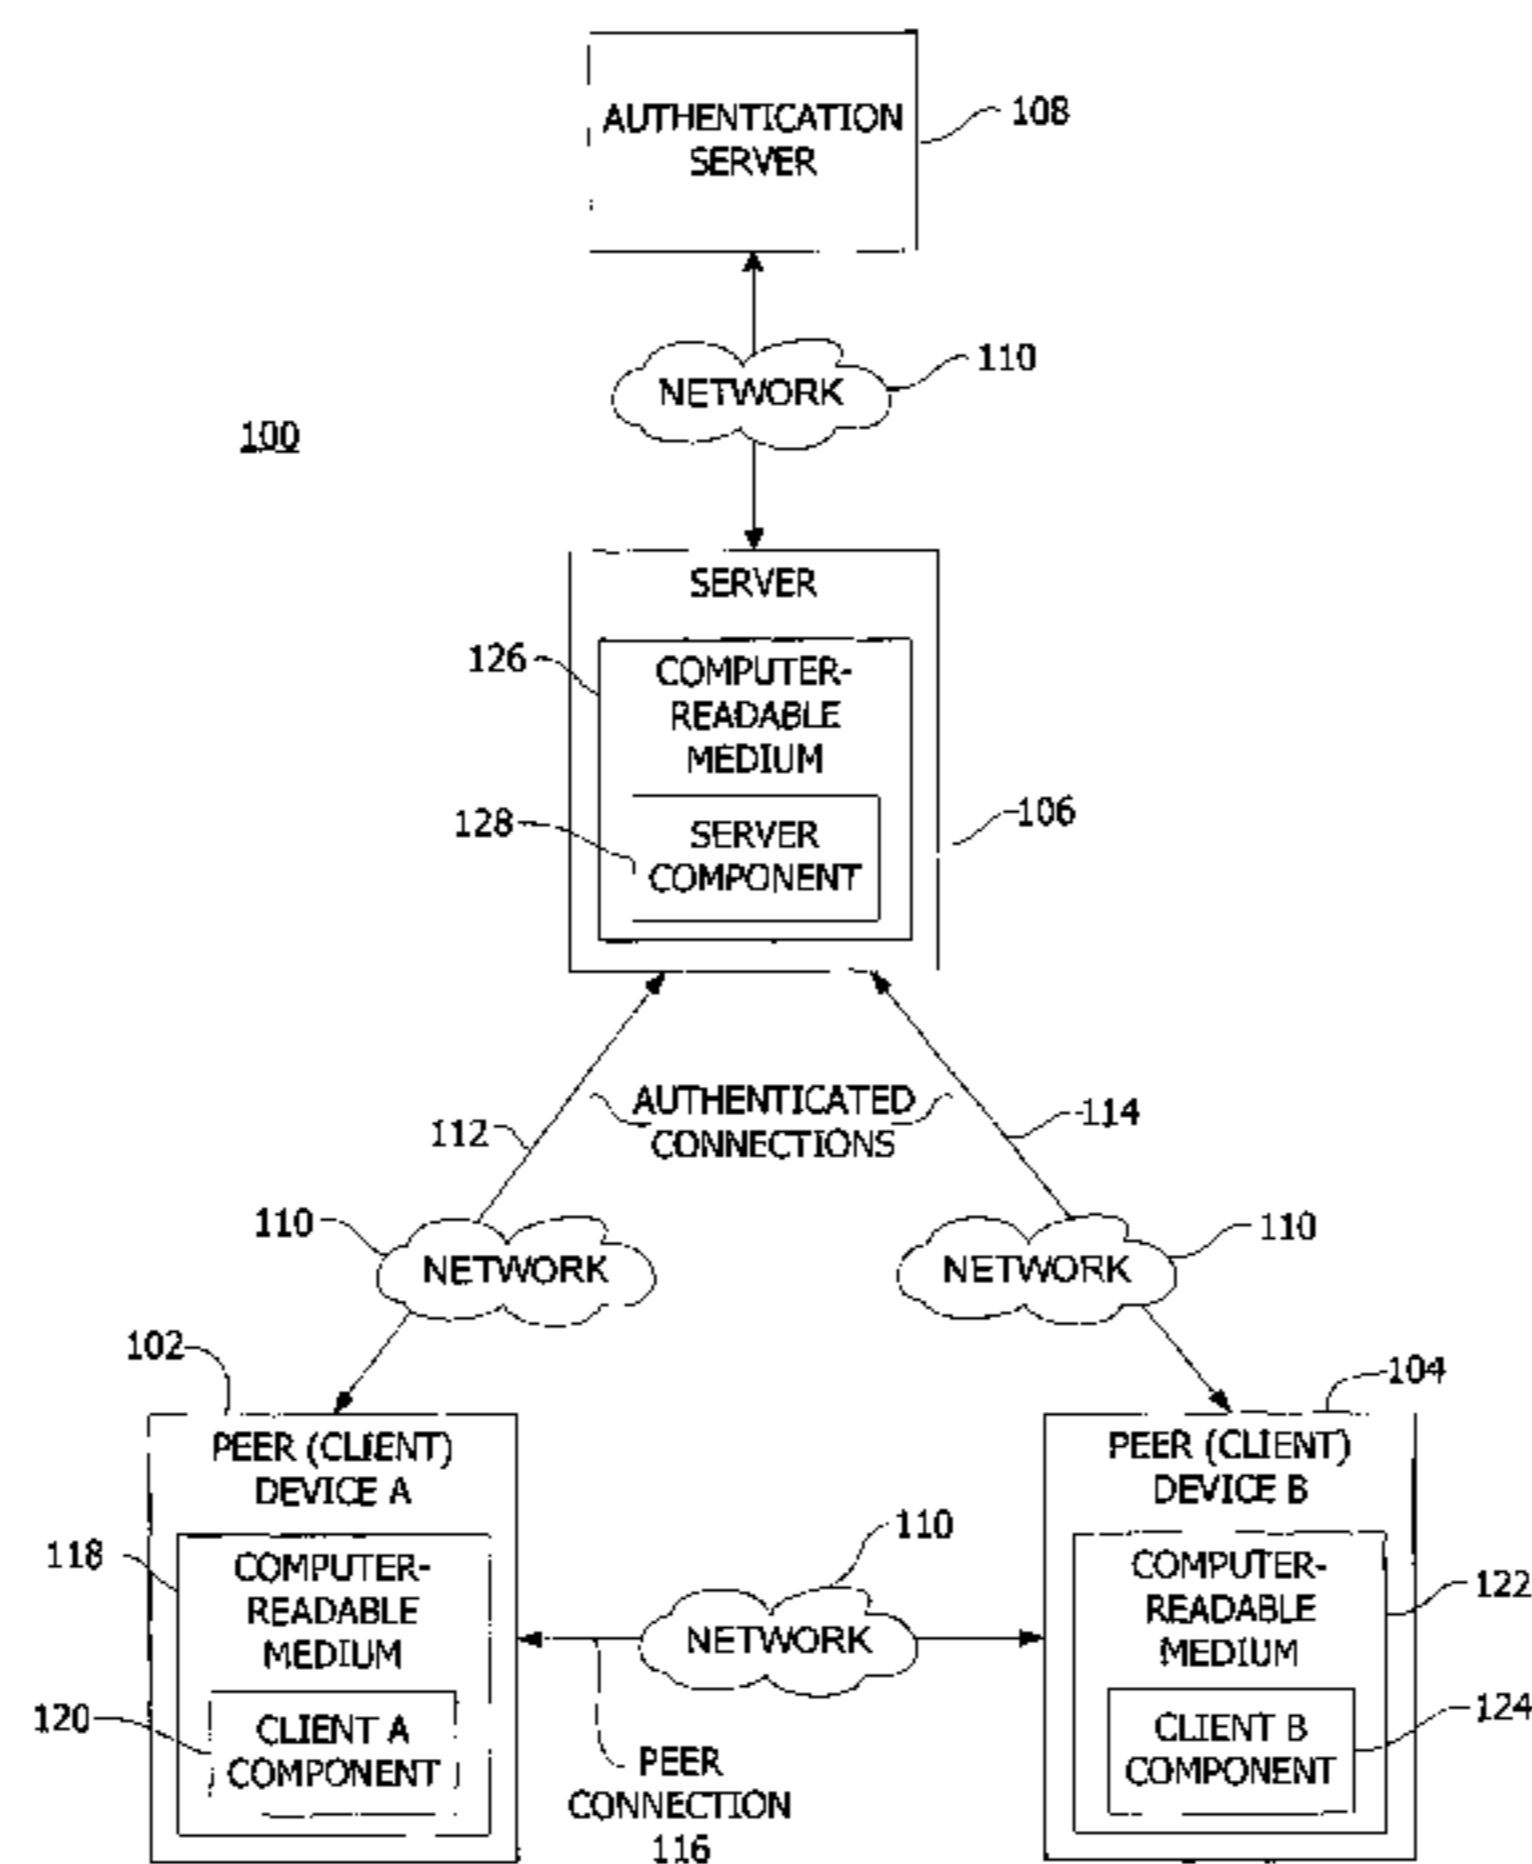 AUTHENTICATION
SERVER
108
NETWORK
110
100
SERVER
126
COMPUTER-
READABLE
MEDIUM
128
SERVER
COMPONENT
106
AUTHENTICATED
CONNECTIONS
112
114
110
NETWORK
NETWORK
110
102
104
PEER (CLIENT)
DEVICE A
PEER (CLIENT)
DEVICE B
110
118
COMPUTER-
READABLE
MEDIUM
NETWORK
COMPUTER-
READABLE
MEDIUM
122
120
CLIENT A
COMPONENT
PEER
CONNECTION
116
CLIENT B
COMPONENT
124